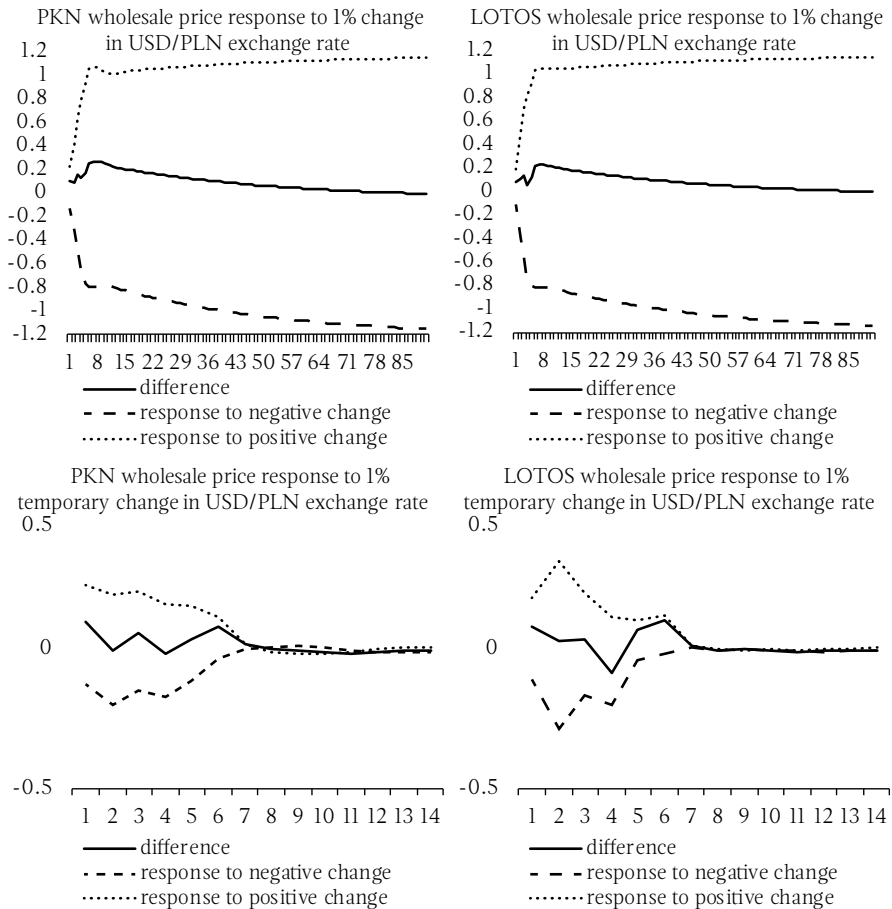 PKN wholesale price response to 1% change
in USD/PLN exchange rate
1.2
1
0.8
0.6
0.4
0.2
0
-0.2
-0.4
-0.6
-0.8
-1
-1.2
1 8 15 22 29 36 43 50 57 64 71 78 85
difference
response to negative change
response to positive change
LOTOS wholesale price response to 1% change
in USD/PLN exchange rate
1.2
1
0.8
0.6
0.4
0.2
0
-0.2
-0.4
-0.6
-0.8
-1
-1.2
1 8 15 22 29 36 43 50 57 64 71 78 85
difference
response to negative change
response to positive change
PKN wholesale price response to 1%
temporary change in USD/PLN exchange rate
0.5
0
-0.5
1 2 3 4 5 6 7 8 9 10 11 12 13 14
difference
response to negative change
response to positive change
LOTOS wholesale price response to 1%
temporary change in USD/PLN exchange rate
0.5
0
-0.5
1 2 3 4 5 6 7 8 9 10 11 12 13 14
difference
response to negative change
response to positive change